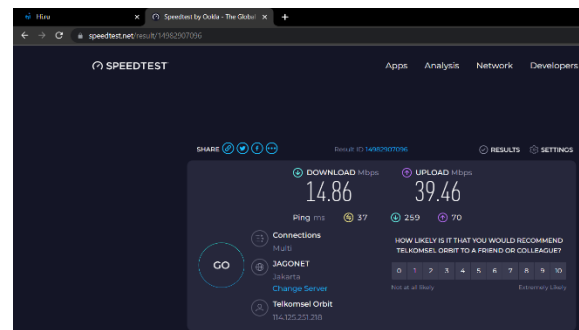 Hiru
Speedtest by Ookla - The Global
speedtest.net/result/14982907096
SPEEDTEST
Apps Analysis Network Developers
SHARE
Result ID 14982907096
RESULTS SETTINGS
DOWNLOAD Mbps UPLOAD Mbps
14.86 39.46
Ping ms 37 259 70
Connections
Multi
GO
JAGONET
Jakarta
Change Server
Telkomsel Orbit
114.125.251.218
HOW LIKELY IS IT THAT YOU WOULD RECOMMEND
TELKOMSEL ORBIT TO A FRIEND OR COLLEAGUE?
0 1 2 3 4 5 6 7 8 9 10
Not at all likely Extremely Likely